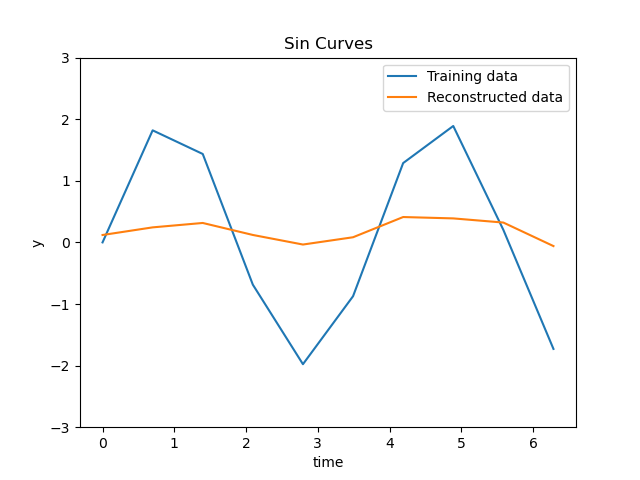 Sin Curves
Training data
Reconstructed data
3
2
1
0
−1
−2
−3
y
0 1 2 3 4 5 6
time